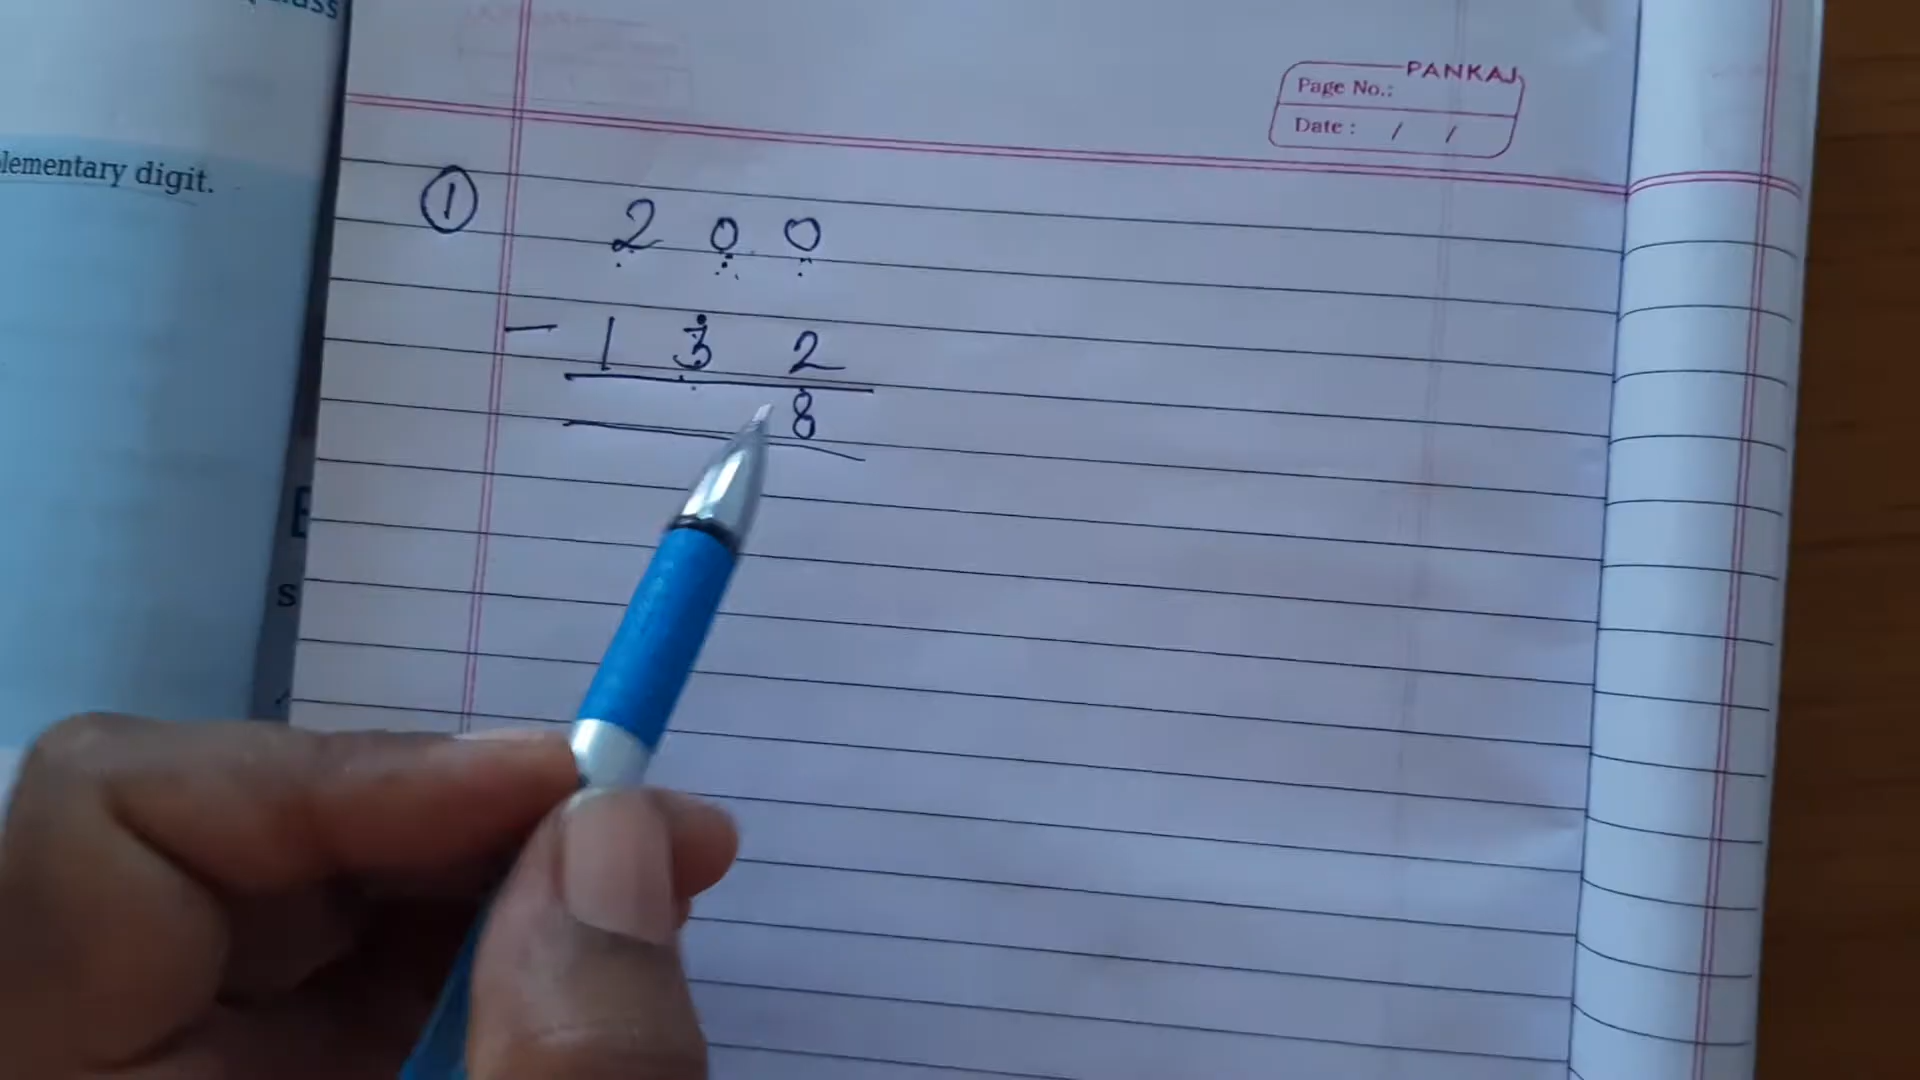 lementary digit.
PANKAJ
Page No.:
Date : / /
① 2 0 0
- 1 3 2
8